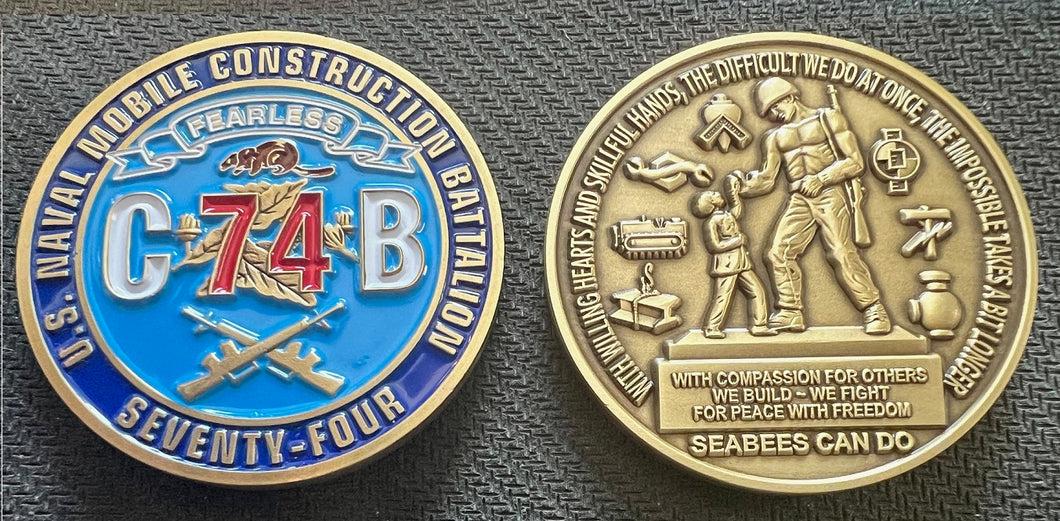 U.S. NAVAL MOBILE CONSTRUCTION BATTALION
FEARLESS
C 74 B
SEVENTY-FOUR
WITH WILLING HEARTS AND SKILLFUL HANDS, THE DIFFICULT WE DO AT ONCE, THE IMPOSSIBLE TAKES A BIT LONGER
WITH COMPASSION FOR OTHERS
WE BUILD ~ WE FIGHT
FOR PEACE WITH FREEDOM
SEABEES CAN DO